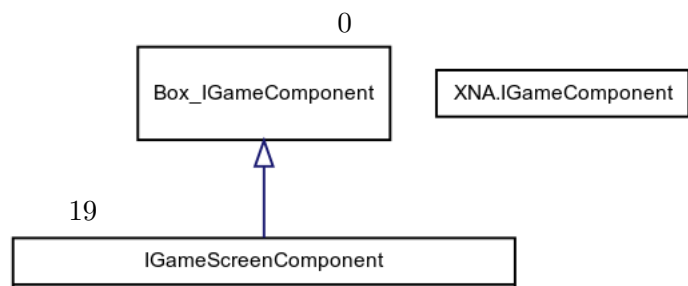 0
Box_IGameComponent
XNA.IGameComponent
19
IGameScreenComponent